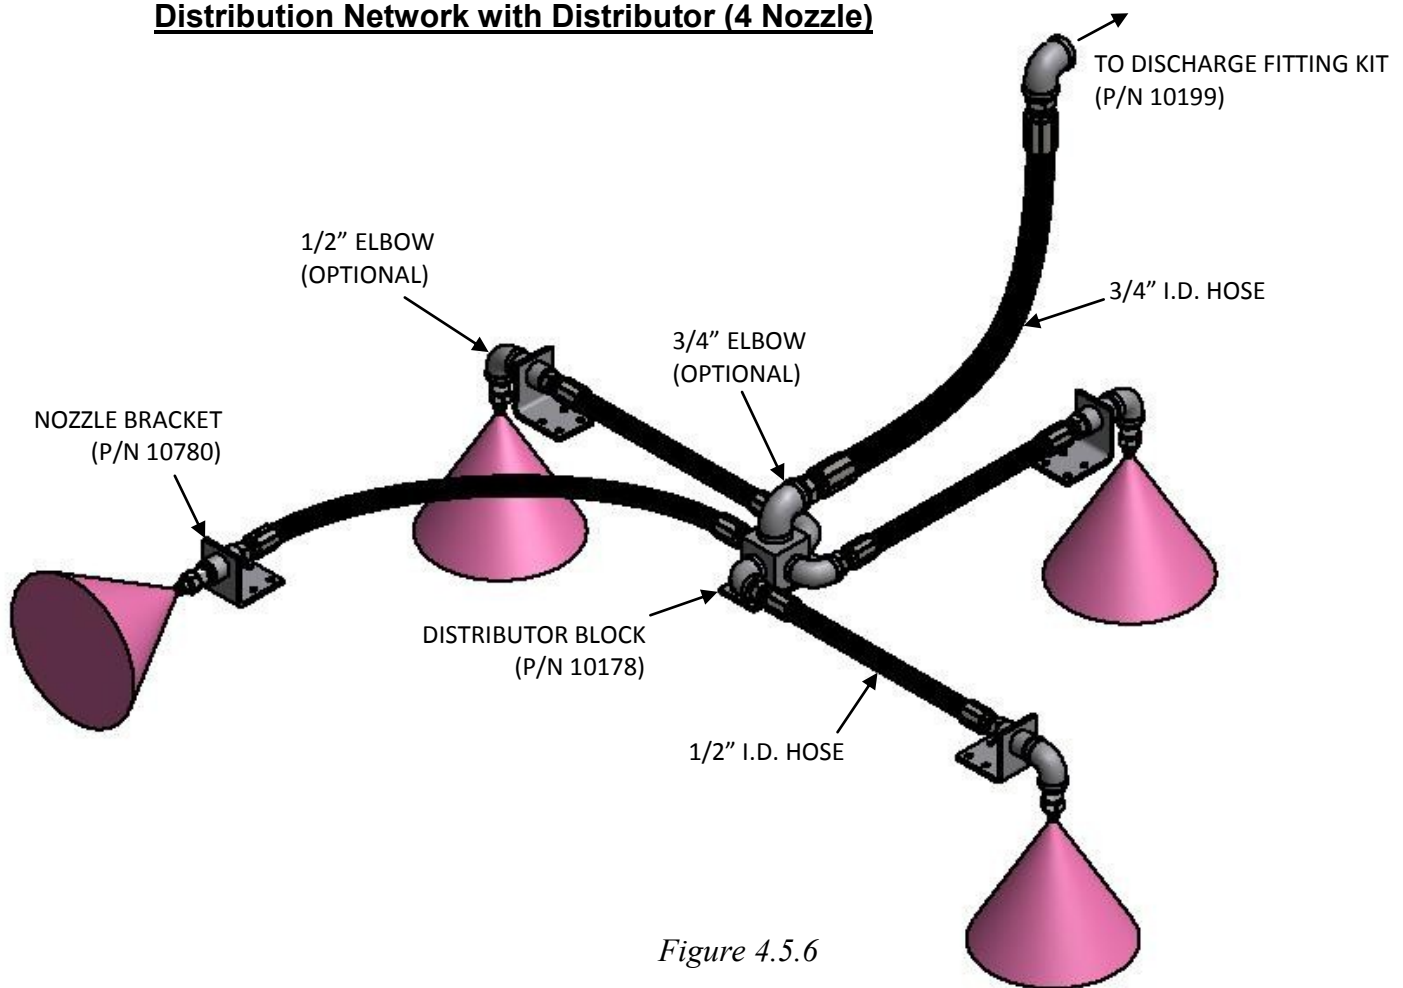 Distribution Network with Distributor (4 Nozzle)
TO DISCHARGE FITTING KIT
(P/N 10199)
1/2” ELBOW
(OPTIONAL)
3/4” I.D. HOSE
3/4” ELBOW
(OPTIONAL)
NOZZLE BRACKET
(P/N 10780)
DISTRIBUTOR BLOCK
(P/N 10178)
1/2” I.D. HOSE
Figure 4.5.6